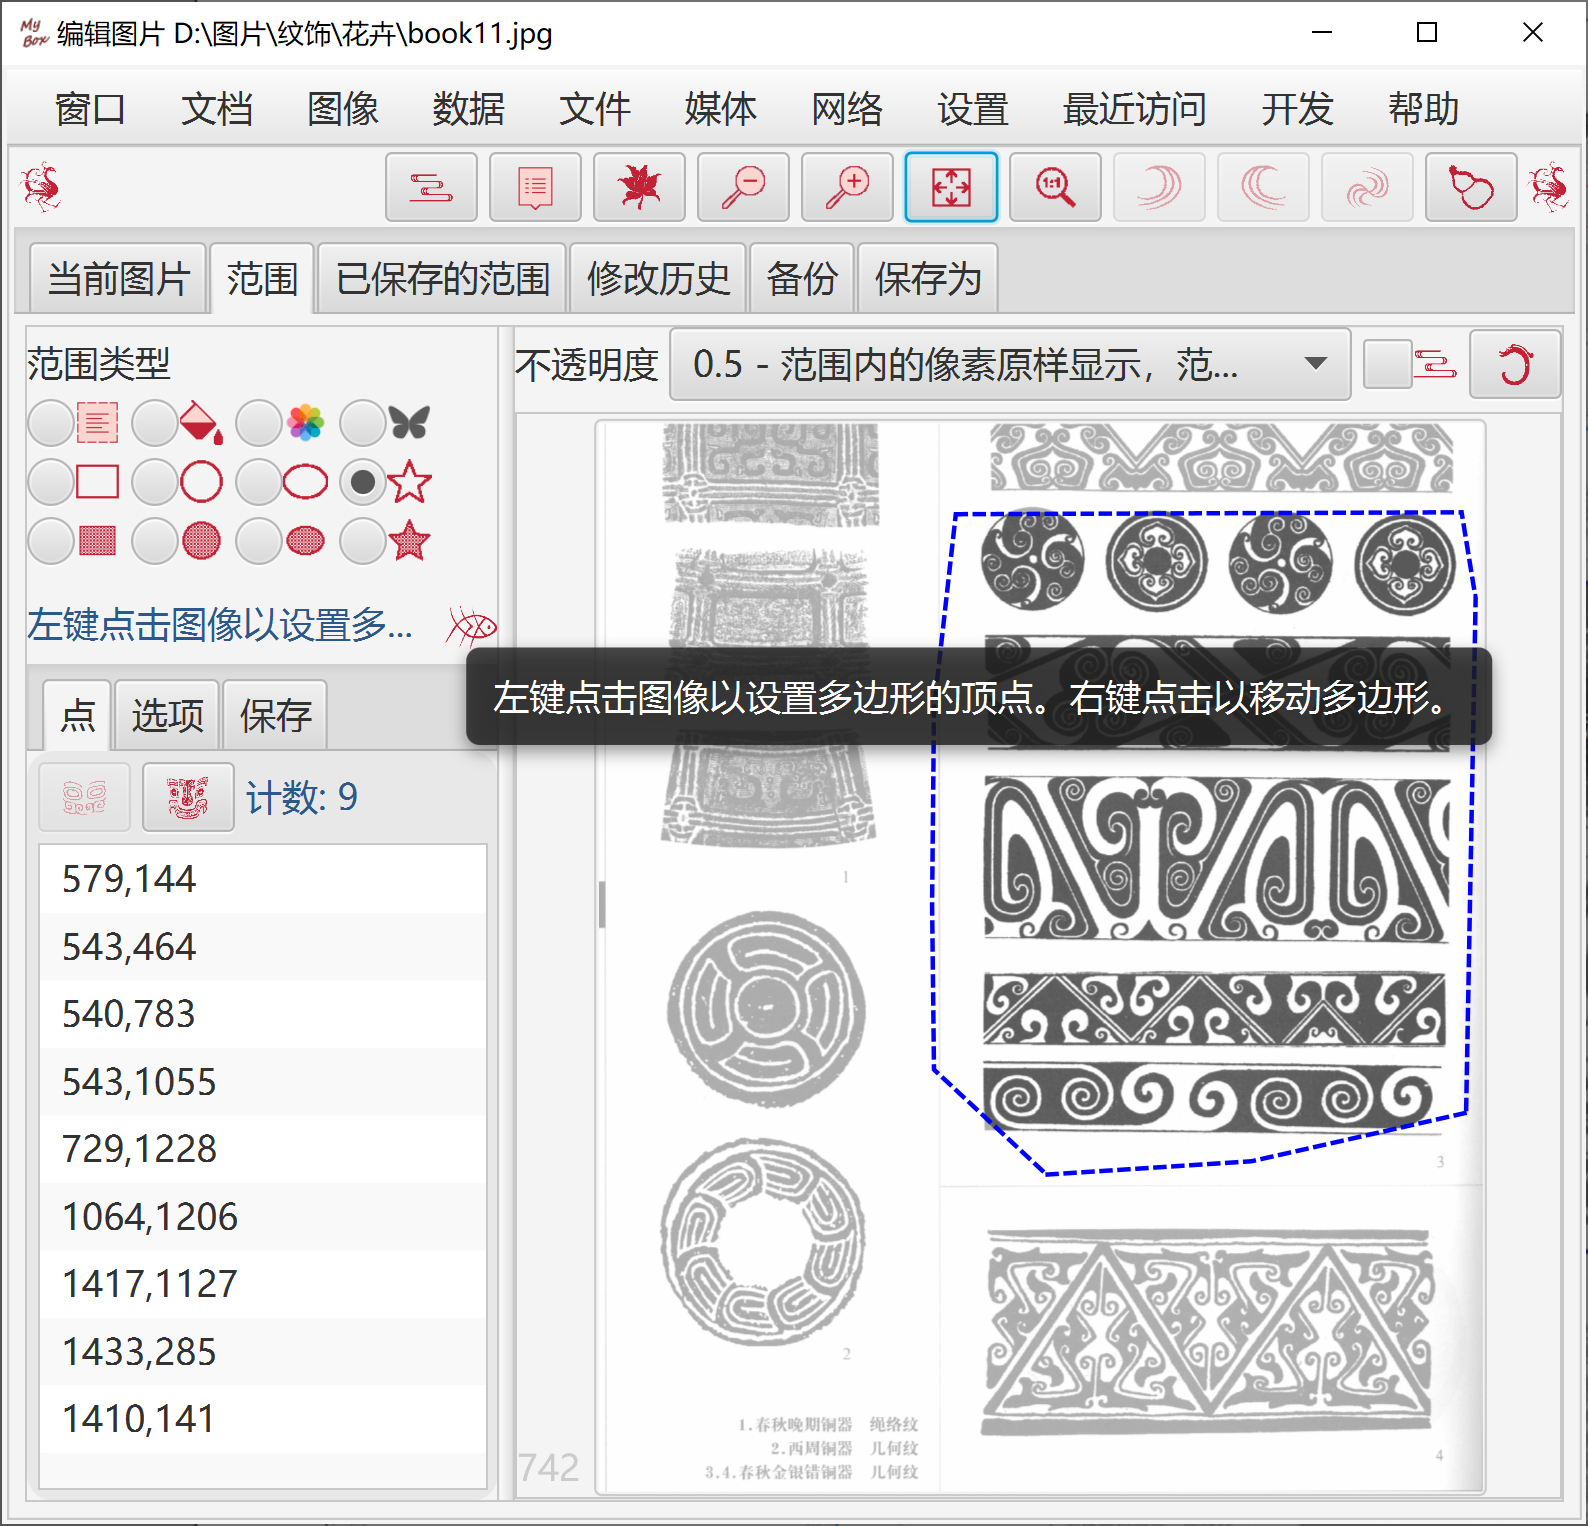 My Box 编辑图片 D:\图片\纹饰\花卉\book11.jpg
窗口 文档 图像 数据 文件 媒体 网络 设置 最近访问 开发 帮助
1:1
当前图片 范围 已保存的范围 修改历史 备份 保存为
范围类型
不透明度 0.5 - 范围内的像素原样显示，范...
左键点击图像以设置多...
左键点击图像以设置多边形的顶点。右键点击以移动多边形。
点 选项 保存
计数: 9
579,144
543,464
540,783
543,1055
729,1228
1064,1206
1417,1127
1433,285
1410,141
1
2
3
4
1.春秋晚期铜器 绳络纹
2.西周铜器 几何纹
3.4.春秋金银错铜器 几何纹
742